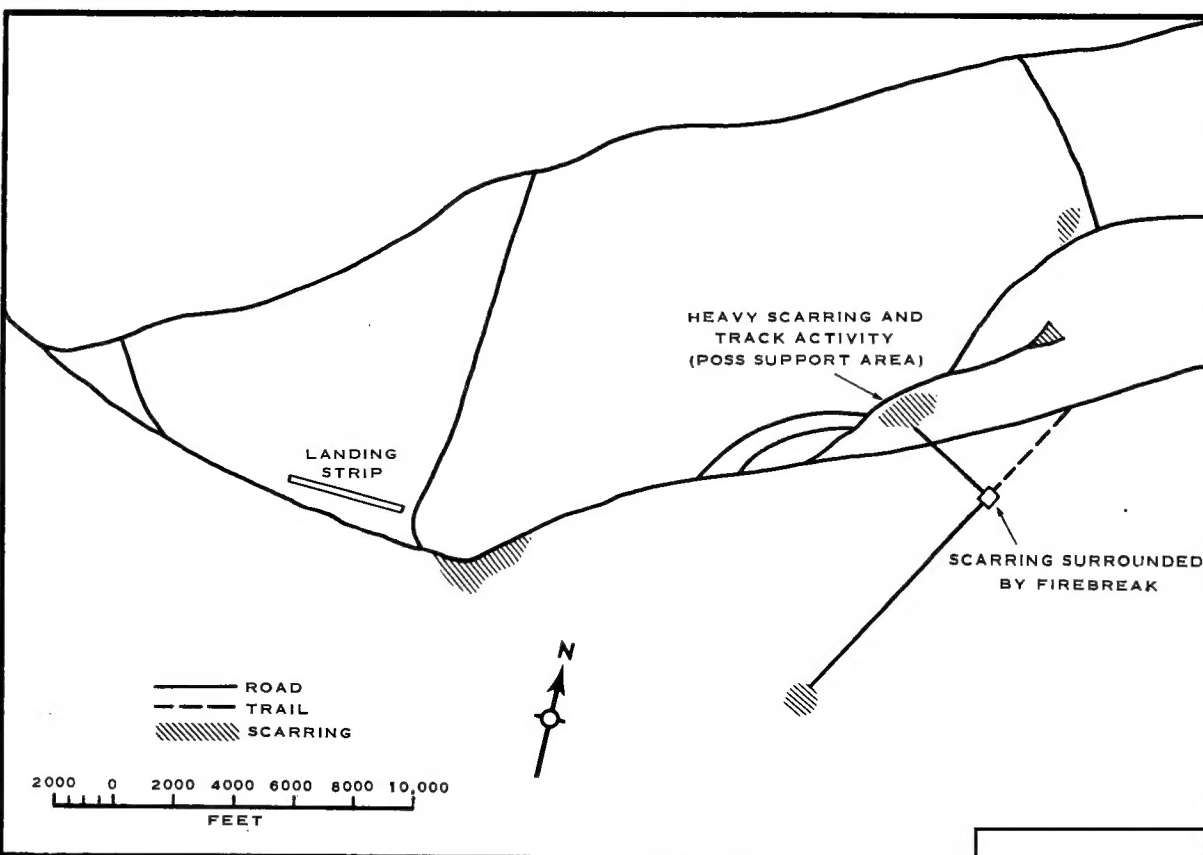 HEAVY SCARRING AND
TRACK ACTIVITY
(POSS SUPPORT AREA)
LANDING
STRIP
SCARRING SURROUNDED
BY FIREBREAK
N
ROAD
TRAIL
SCARRING
2000 0 2000 4000 6000 8000 10,000
FEET